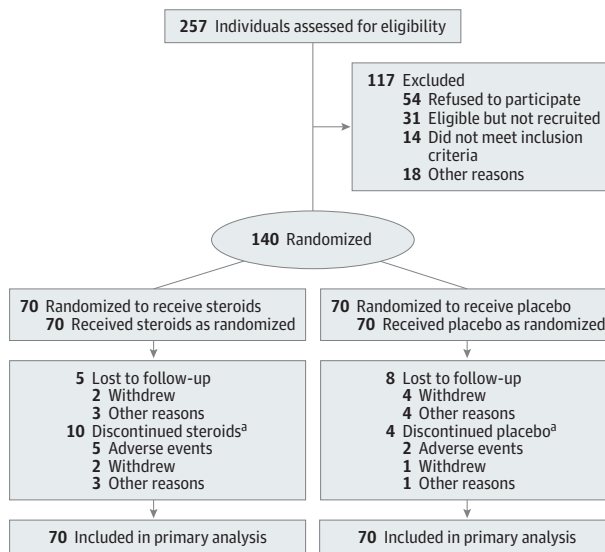 257 Individuals assessed for eligibility
117 Excluded
54 Refused to participate
31 Eligible but not recruited
14 Did not meet inclusion
criteria
18 Other reasons
140 Randomized
70 Randomized to receive steroids
70 Received steroids as randomized
70 Randomized to receive placebo
70 Received placebo as randomized
5 Lost to follow-up
2 Withdrew
3 Other reasons
10 Discontinued steroidsᵃ
5 Adverse events
2 Withdrew
3 Other reasons
8 Lost to follow-up
4 Withdrew
4 Other reasons
4 Discontinued placeboᵃ
2 Adverse events
1 Withdrew
1 Other reasons
70 Included in primary analysis
70 Included in primary analysis